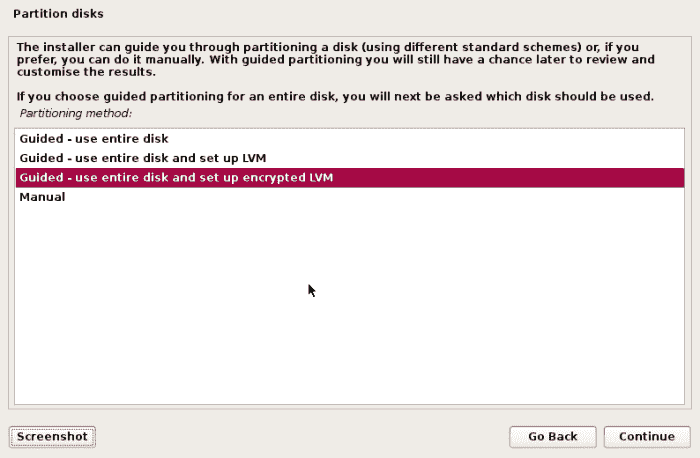 Partition disks
The installer can guide you through partitioning a disk (using different standard schemes) or, if you
prefer, you can do it manually. With guided partitioning you will still have a chance later to review and
customise the results.
If you choose guided partitioning for an entire disk, you will next be asked which disk should be used.
Partitioning method:
Guided - use entire disk
Guided - use entire disk and set up LVM
Guided - use entire disk and set up encrypted LVM
Manual
Screenshot
Go Back
Continue